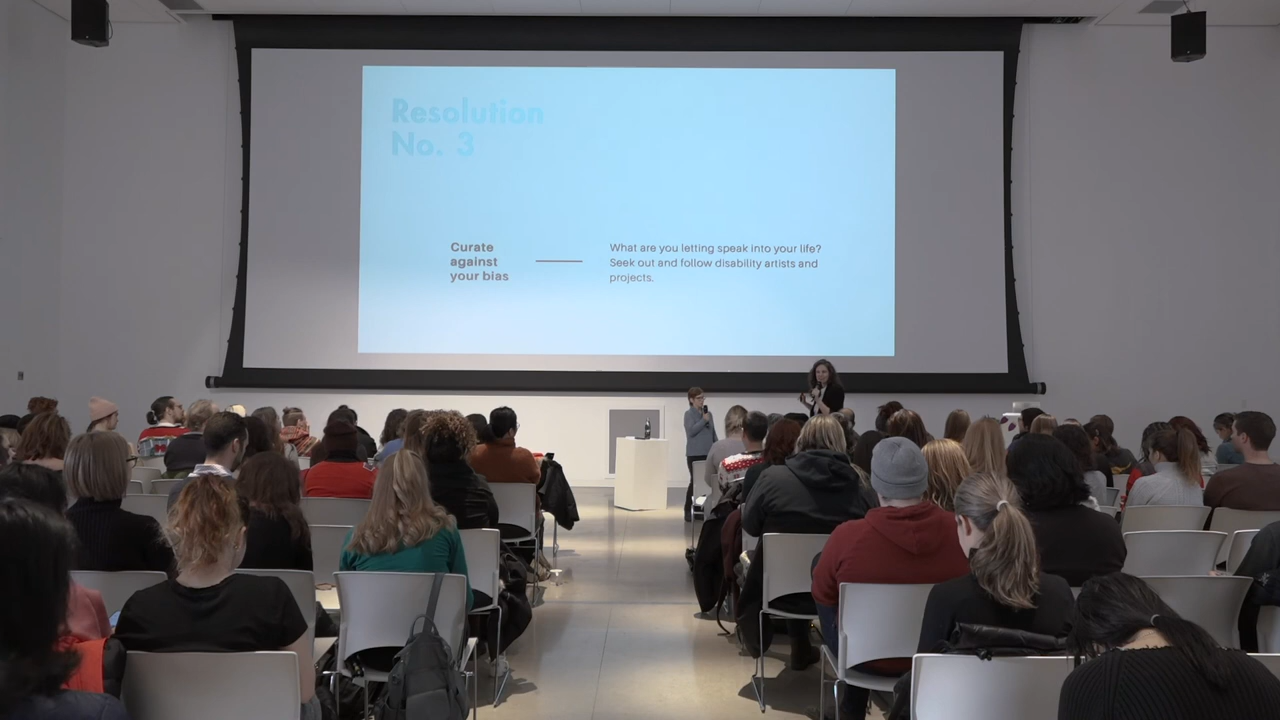 Resolution
No. 3
Curate
against
your bias
What are you letting speak into your life?
Seek out and follow disability artists and
projects.